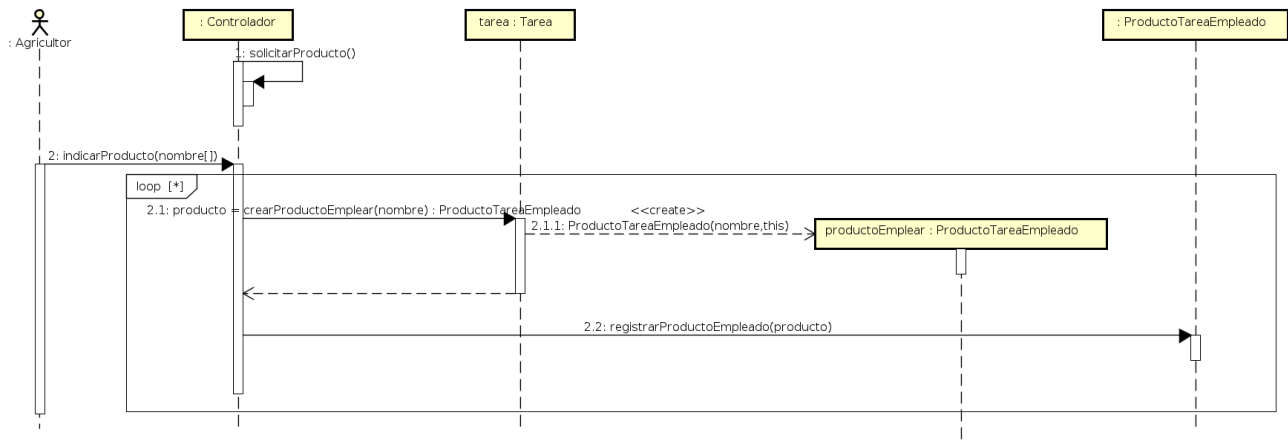 : Agricultor
: Controlador
tarea : Tarea
: ProductoTareaEmpleado
1: solicitarProducto()
2: indicarProducto(nombre[])
loop [*]
2.1: producto = crearProductoEmplear(nombre) : ProductoTareaEmpleado
<<create>>
2.1.1: ProductoTareaEmpleado(nombre,this)
productoEmplear : ProductoTareaEmpleado
2.2: registrarProductoEmpleado(producto)